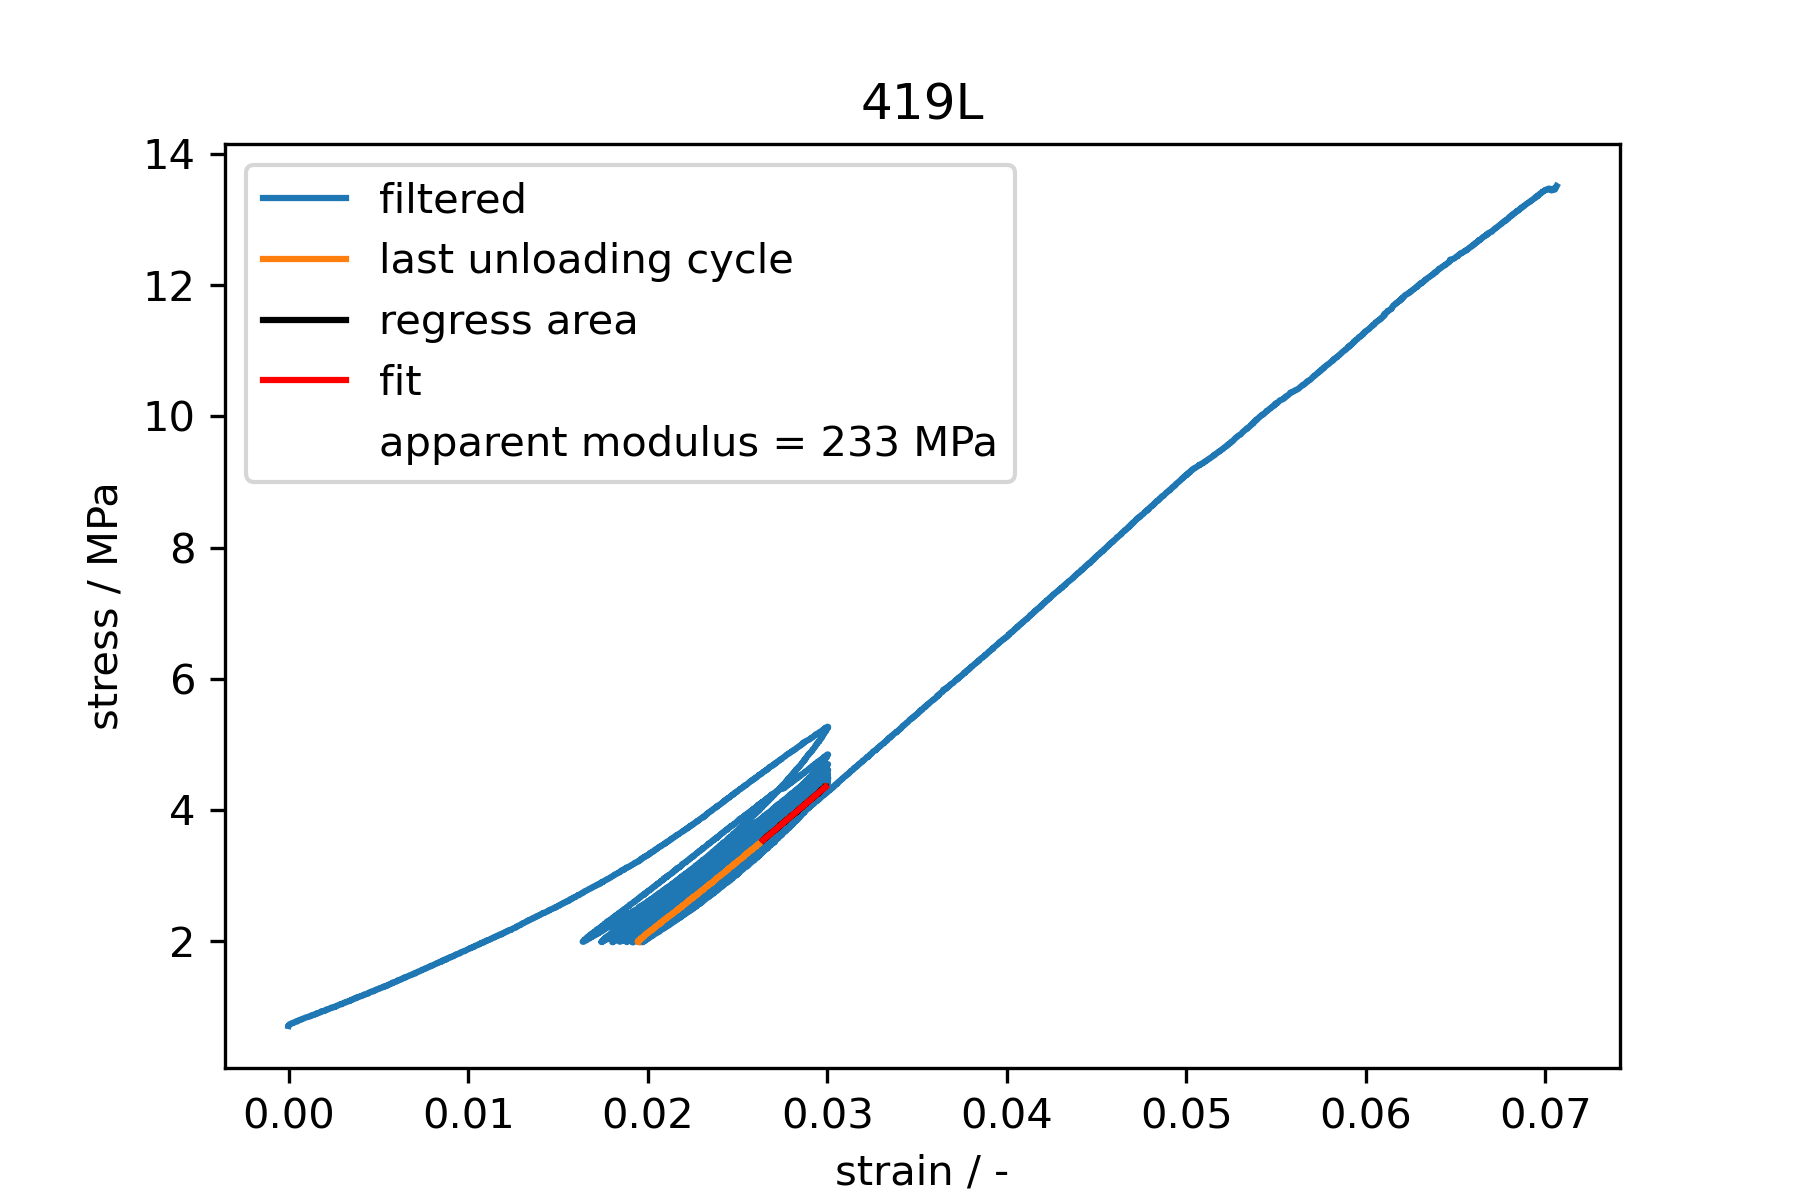 419L
14
12
10
8
6
4
2
stress / MPa
filtered
last unloading cycle
regress area
fit
apparent modulus = 233 MPa
0.00 0.01 0.02 0.03 0.04 0.05 0.06 0.07
strain / -